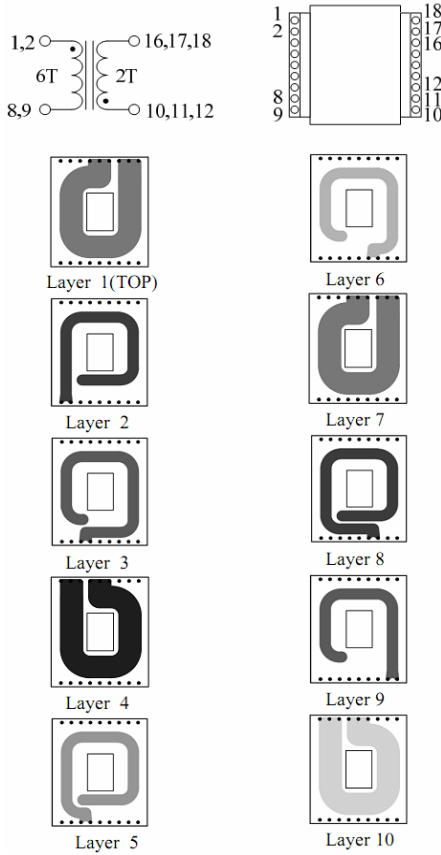 1,2
16,17,18
6T
2T
8,9
10,11,12
1
2
8
9
18
17
16
12
11
10
Layer 1(TOP)
Layer 6
Layer 2
Layer 7
Layer 3
Layer 8
Layer 4
Layer 9
Layer 5
Layer 10